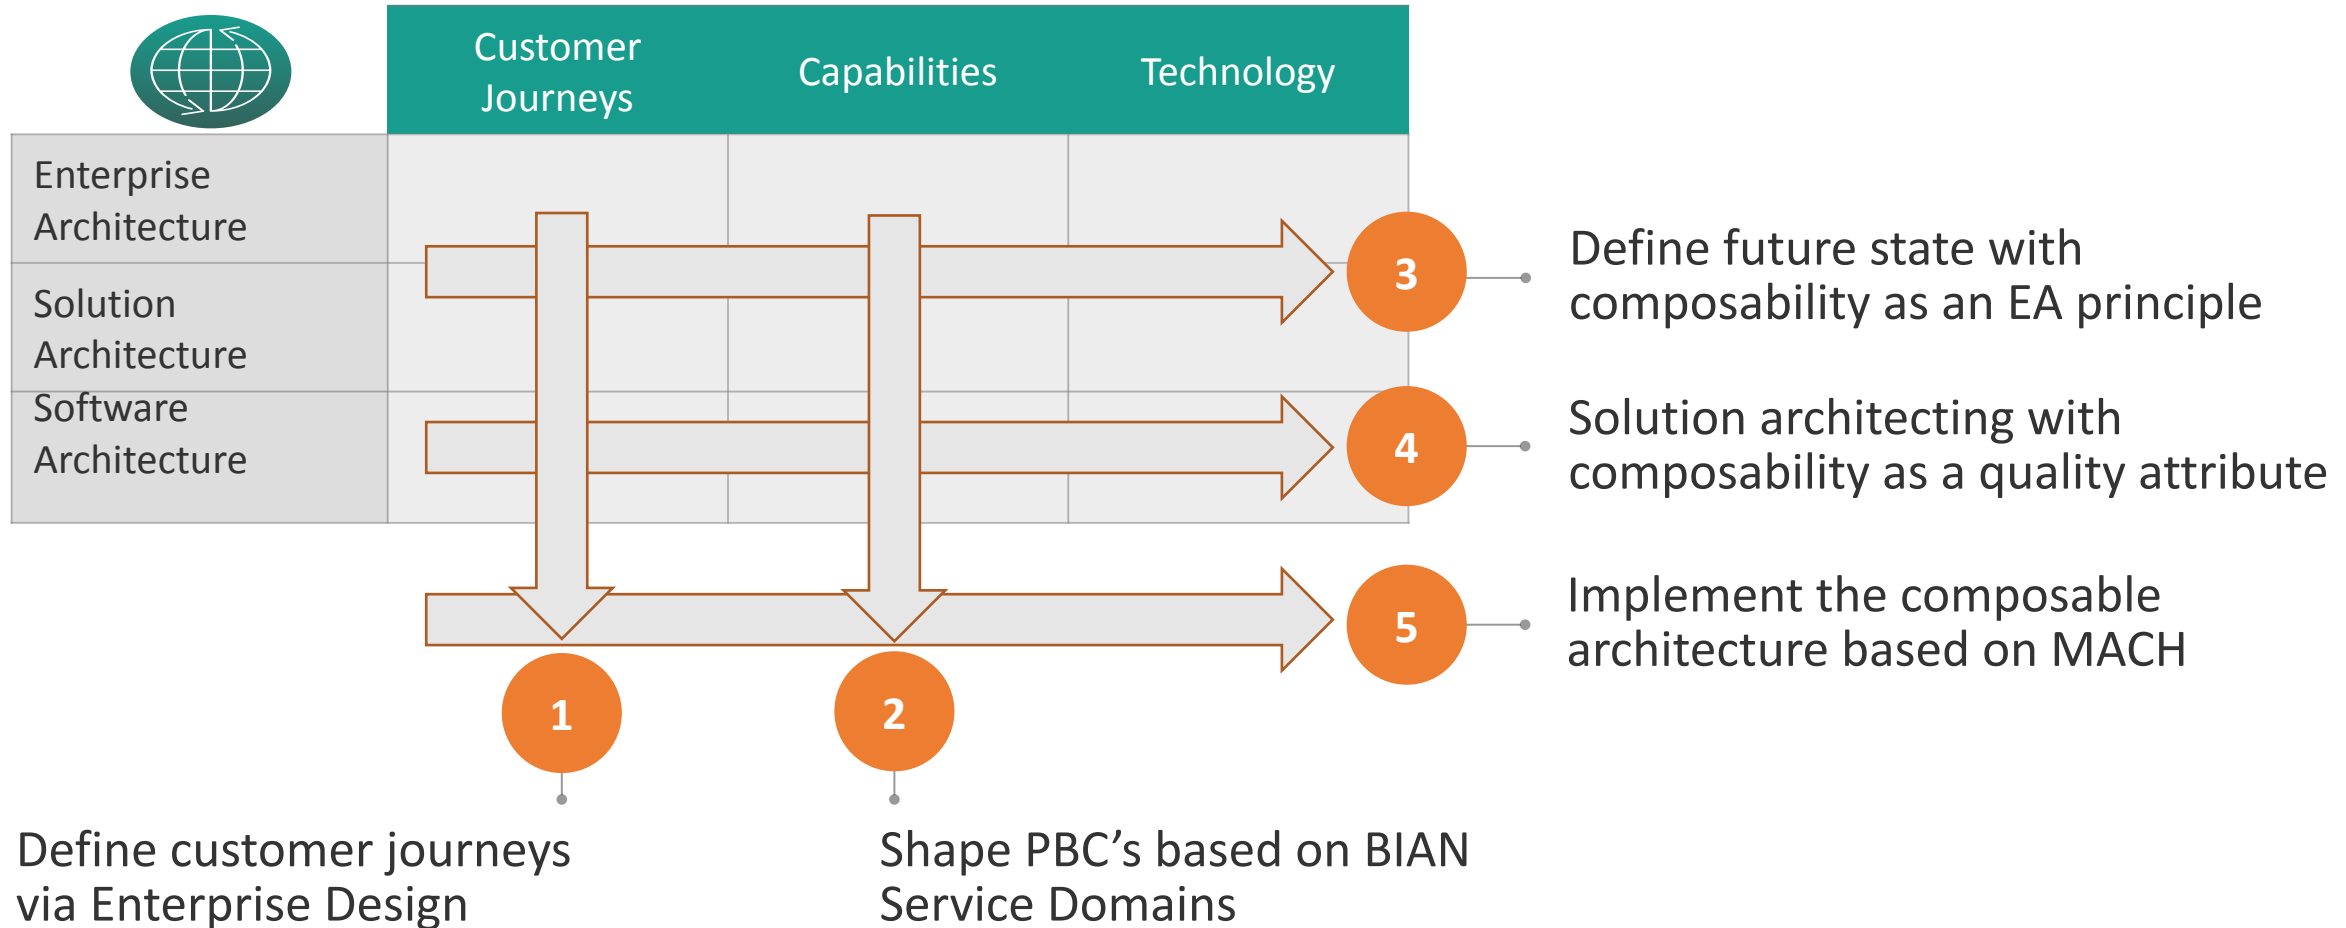 Customer
Journeys
Capabilities
Technology
Enterprise
Architecture
Solution
Architecture
Software
Architecture
3
Define future state with
composability as an EA principle
4
Solution architecting with
composability as a quality attribute
5
Implement the composable
architecture based on MACH
1
2
Define customer journeys
via Enterprise Design
Shape PBC’s based on BIAN
Service Domains